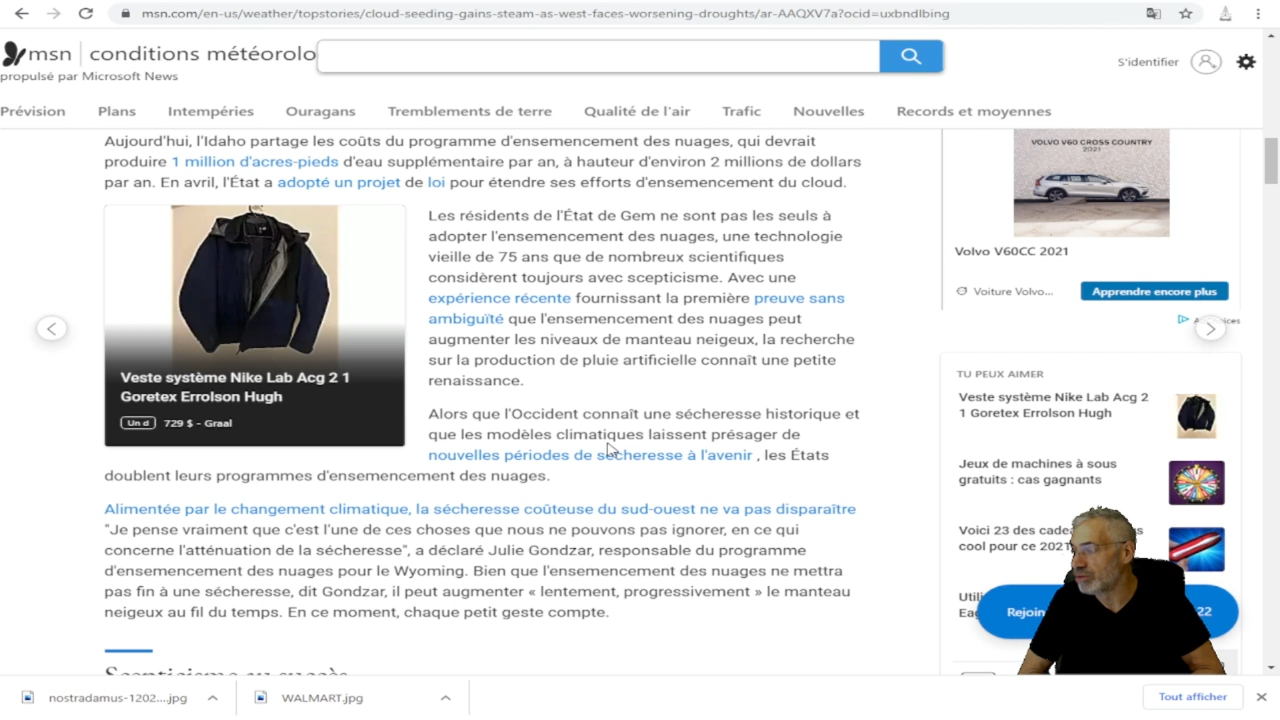 msn.com/en-us/weather/topstories/cloud-seeding-gains-steam-as-west-faces-worsening-droughts/ar-AAQXV7a?ocid=uxbndlbing
msn | conditions météorolo
propulsé par Microsoft News
S'identifier
Prévision Plans Intempéries Ouragans Tremblements de terre Qualité de l'air Trafic Nouvelles Records et moyennes
Aujourd'hui, l'Idaho partage les coûts du programme d'ensemencement des nuages, qui devrait
produire 1 million d'acres-pieds d'eau supplémentaire par an, à hauteur d'environ 2 millions de dollars
par an. En avril, l'État a adopté un projet de loi pour étendre ses efforts d'ensemencement du cloud.
Veste système Nike Lab Acg 2 1
Goretex Errolson Hugh
Un d 729 $ - Graal
Les résidents de l'État de Gem ne sont pas les seuls à
adopter l'ensemencement des nuages, une technologie
vieille de 75 ans que de nombreux scientifiques
considèrent toujours avec scepticisme. Avec une
expérience récente fournissant la première preuve sans
ambiguïté que l'ensemencement des nuages peut
augmenter les niveaux de manteau neigeux, la recherche
sur la production de pluie artificielle connaît une petite
renaissance.
Alors que l'Occident connaît une sécheresse historique et
que les modèles climatiques laissent présager de
nouvelles périodes de sécheresse à l'avenir , les États
doublent leurs programmes d'ensemencement des nuages.
Alimentée par le changement climatique, la sécheresse coûteuse du sud-ouest ne va pas disparaître
"Je pense vraiment que c'est l'une de ces choses que nous ne pouvons pas ignorer, en ce qui
concerne l'atténuation de la sécheresse", a déclaré Julie Gondzar, responsable du programme
d'ensemencement des nuages pour le Wyoming. Bien que l'ensemencement des nuages ne mettra
pas fin à une sécheresse, dit Gondzar, il peut augmenter « lentement, progressivement » le manteau
neigeux au fil du temps. En ce moment, chaque petit geste compte.
Scepticisme au succès
VOLVO V60 CROSS COUNTRY
2021
Volvo V60CC 2021
Voiture Volvo...
Apprendre encore plus
TU PEUX AIMER
Veste système Nike Lab Acg 2
1 Goretex Errolson Hugh
Jeux de machines à sous
gratuits : cas gagnants
Voici 23 des
cool pour ce 2021
22
nostradamus-1202....jpg
WALMART.jpg
Tout afficher